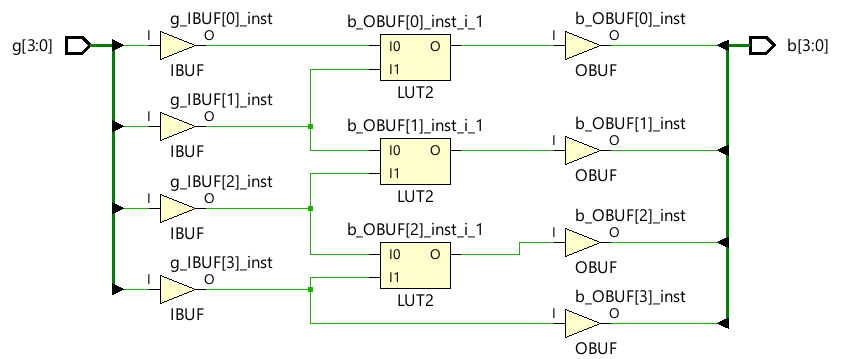 g_IBUF[0]_inst
b_OBUF[0]_inst_i_1
b_OBUF[0]_inst
g[3:0]
I
O
I0
O
I
O
b[3:0]
IBUF
I1
OBUF
LUT2
g_IBUF[1]_inst
b_OBUF[1]_inst_i_1
b_OBUF[1]_inst
I
O
IBUF
I0
O
I
O
I1
OBUF
LUT2
g_IBUF[2]_inst
b_OBUF[2]_inst_i_1
b_OBUF[2]_inst
I
O
IBUF
I0
O
I
O
I1
OBUF
LUT2
g_IBUF[3]_inst
b_OBUF[3]_inst
I
O
IBUF
I
O
OBUF